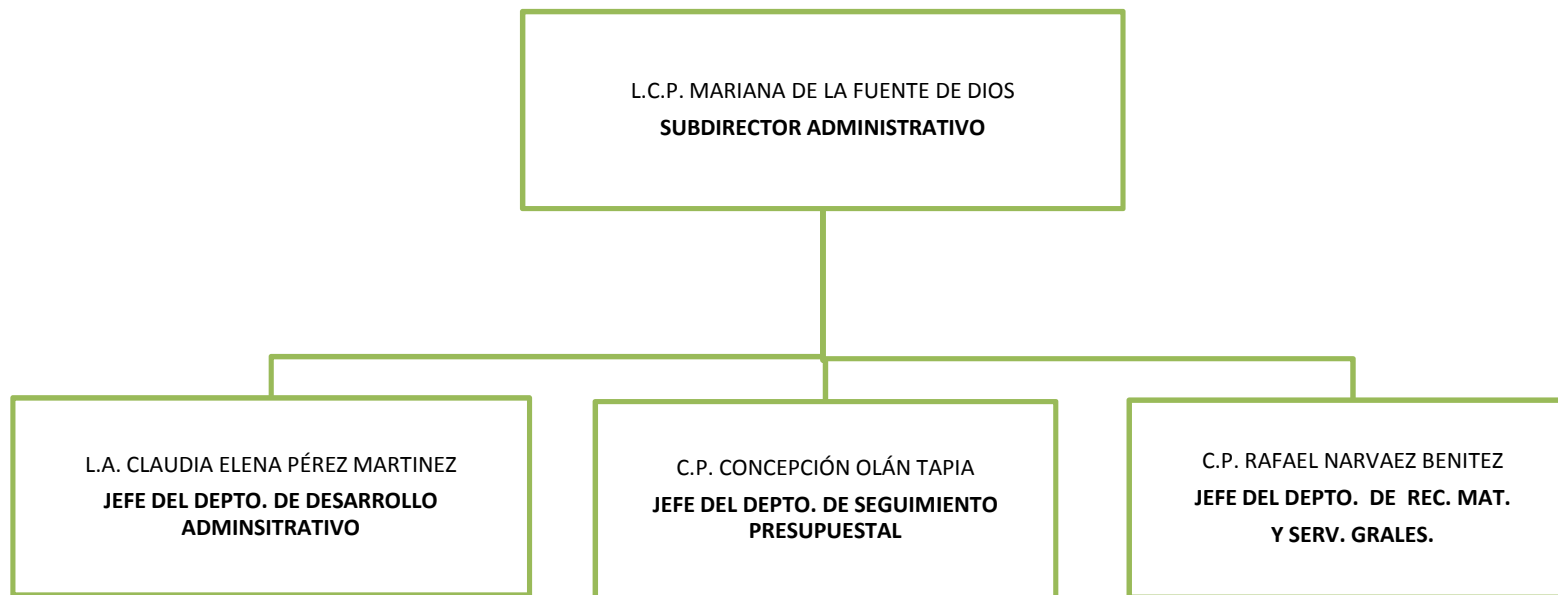 L.C.P. MARIANA DE LA FUENTE DE DIOS
SUBDIRECTOR ADMINISTRATIVO
L.A. CLAUDIA ELENA PÉREZ MARTINEZ
JEFE DEL DEPTO. DE DESARROLLO
ADMINSITRATIVO
C.P. CONCEPCIÓN OLÁN TAPIA
JEFE DEL DEPTO. DE SEGUIMIENTO
PRESUPUESTAL
C.P. RAFAEL NARVAEZ BENITEZ
JEFE DEL DEPTO. DE REC. MAT.
Y SERV. GRALES.